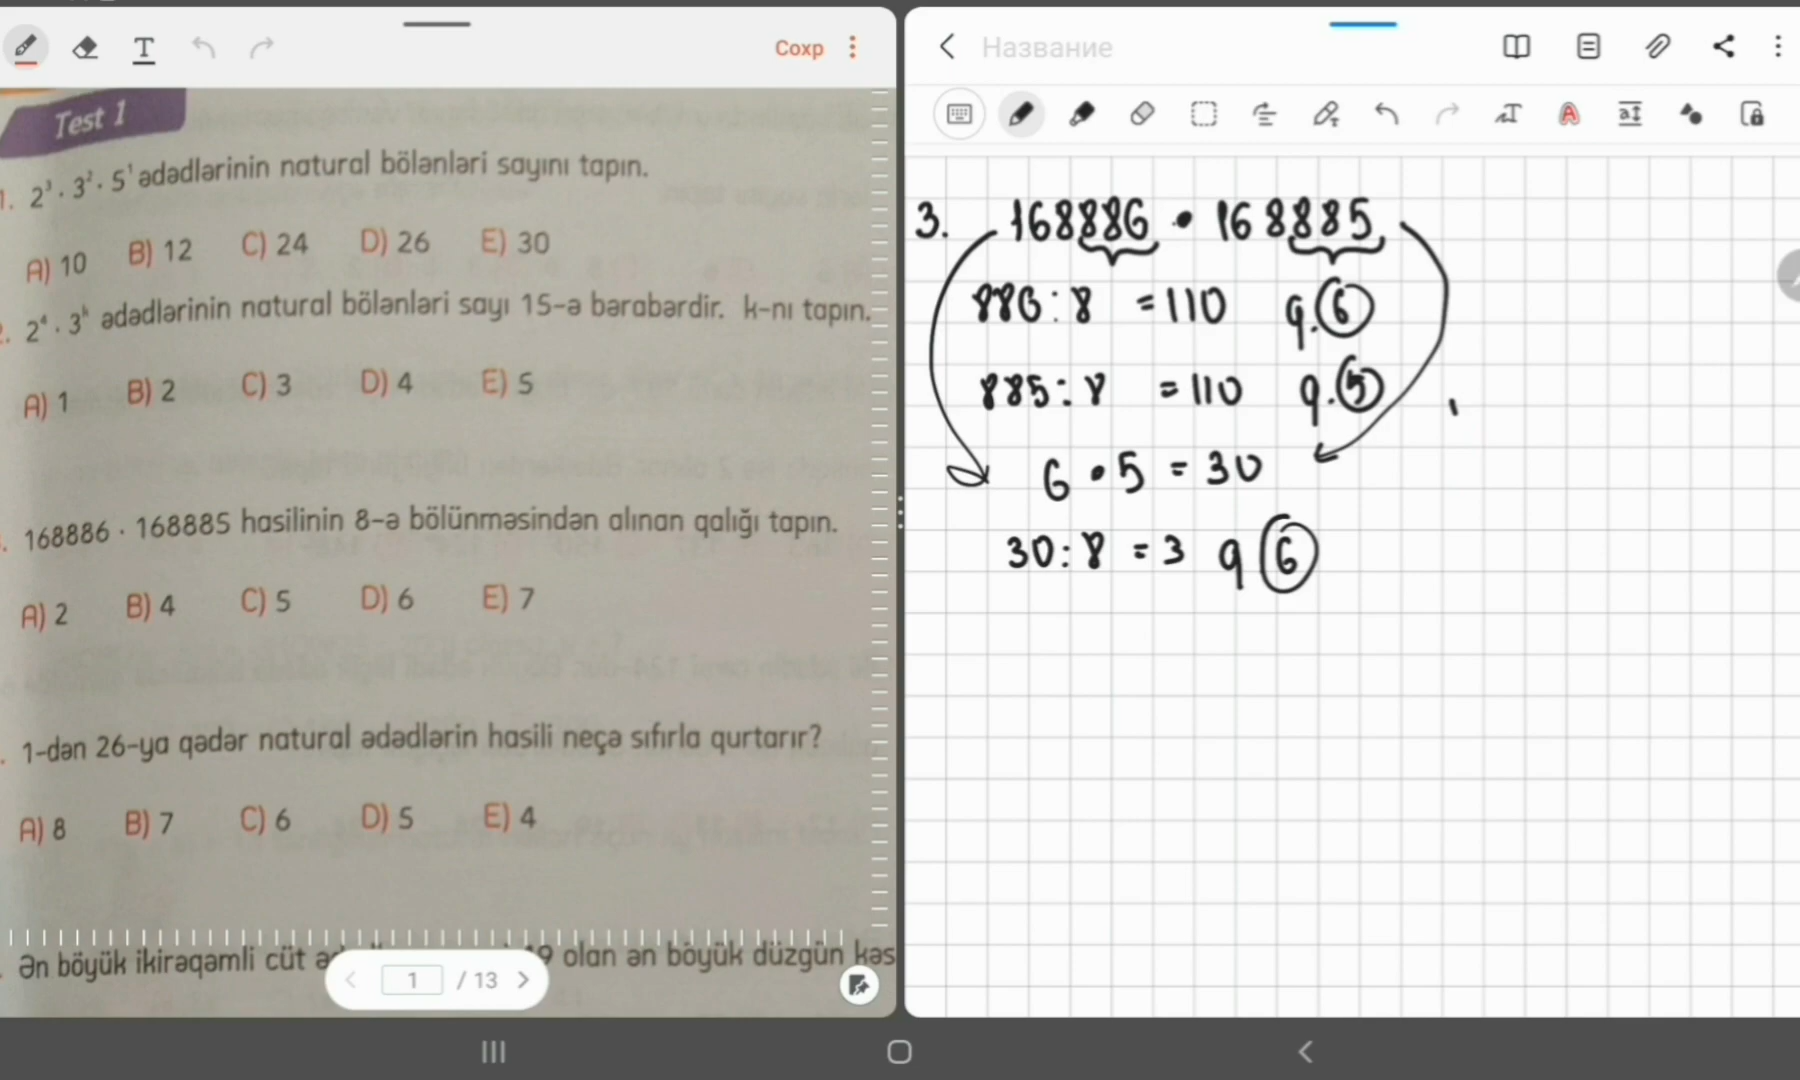 Сохр
Test 1
1. 2³ · 3² · 5¹ ədədlərinin natural bölənləri sayını tapın.
A) 10 B) 12 C) 24 D) 26 E) 30
2. 2⁴ · 3ᵏ ədədlərinin natural bölənləri sayı 15-ə bərabərdir. k-nı tapın.
A) 1 B) 2 C) 3 D) 4 E) 5
. 168886 · 168885 hasilinin 8-ə bölünməsindən alınan qalığı tapın.
A) 2 B) 4 C) 5 D) 6 E) 7
. 1-dən 26-ya qədər natural ədədlərin hasili neçə sıfırla qurtarır?
A) 8 B) 7 C) 6 D) 5 E) 4
. Ən böyük ikirəqəmli cüt 19 olan ən böyük düzgün kəs
1 / 13
Название
3. 168886 · 168885
886 : 8 = 110 q. 6
885 : 8 = 110 q. 5
6 · 5 = 30
30 : 8 = 3 q 6